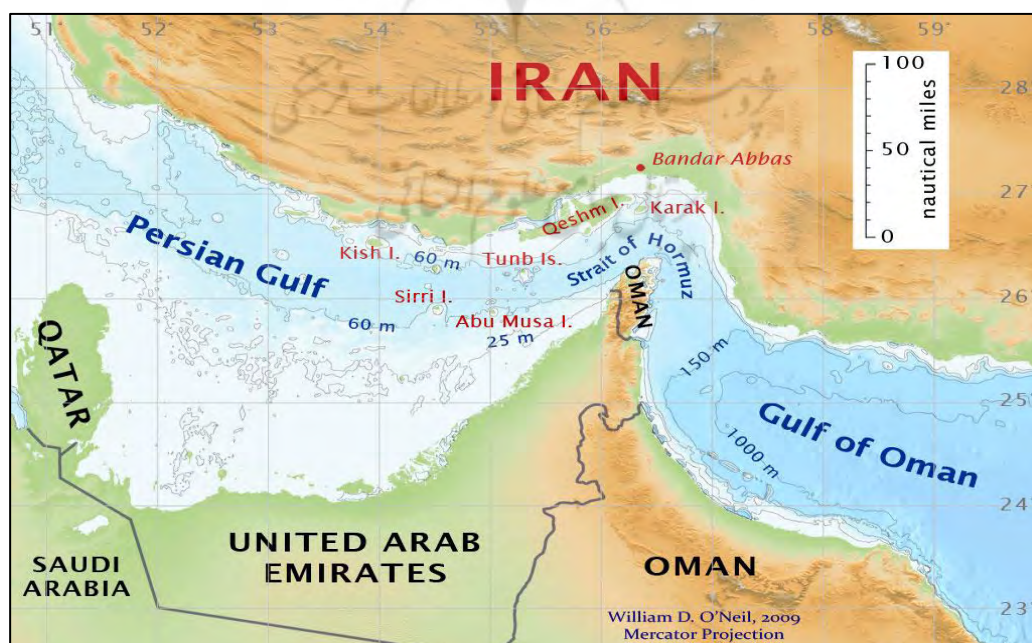 51° 52° 53° 54° 55° 56° 57° 58° 59°
IRAN
100
50
0
nautical miles
28
27
26
25
24
23
Bandar Abbas
Qeshm I.
Karak I.
Persian Gulf
Kish I.
60 m
Tunb Is.
Strait of Hormuz
OMAN
Sirri I.
60 m
Abu Musa I.
25 m
QATAR
150 m
Gulf of Oman
1000 m
SAUDI
ARABIA
UNITED ARAB
EMIRATES
OMAN
William D. O'Neil, 2009
Mercator Projection